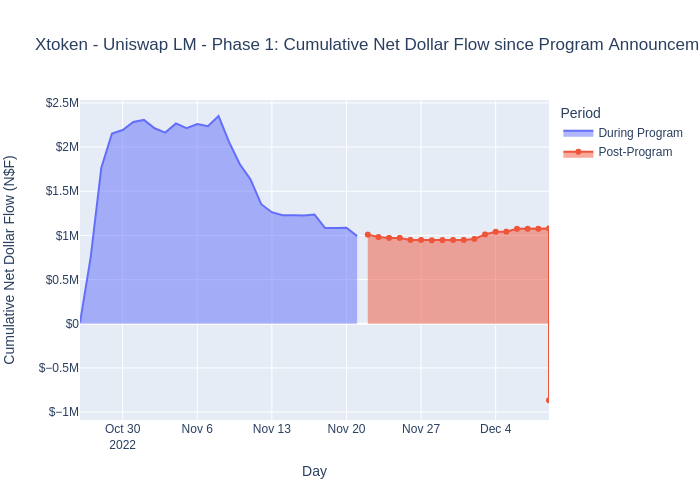 Xtoken - Uniswap LM - Phase 1: Cumulative Net Dollar Flow since Program Announcem
Period
During Program
Post-Program
Cumulative Net Dollar Flow (N$F)
$2.5M
$2M
$1.5M
$1M
$0.5M
$0
$−0.5M
$−1M
Oct 30
2022
Nov 6
Nov 13
Nov 20
Nov 27
Dec 4
Day